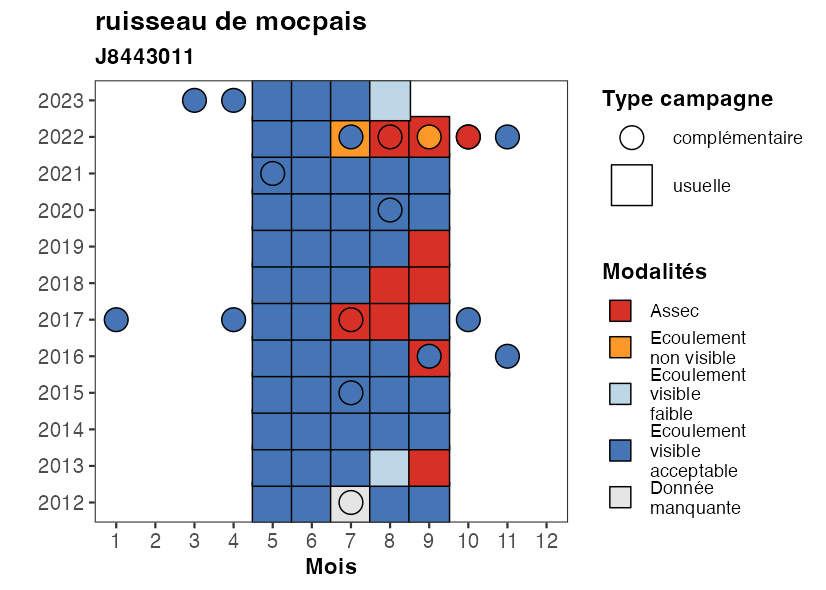 ruisseau de mocpais
J8443011
2023
2022
2021
2020
2019
2018
2017
2016
2015
2014
2013
2012
1 2 3 4 5 6 7 8 9 10 11 12
Mois
Type campagne
complémentaire
usuelle
Modalités
Assec
Ecoulement
non visible
Ecoulement
visible
faible
Ecoulement
visible
acceptable
Donnée
manquante